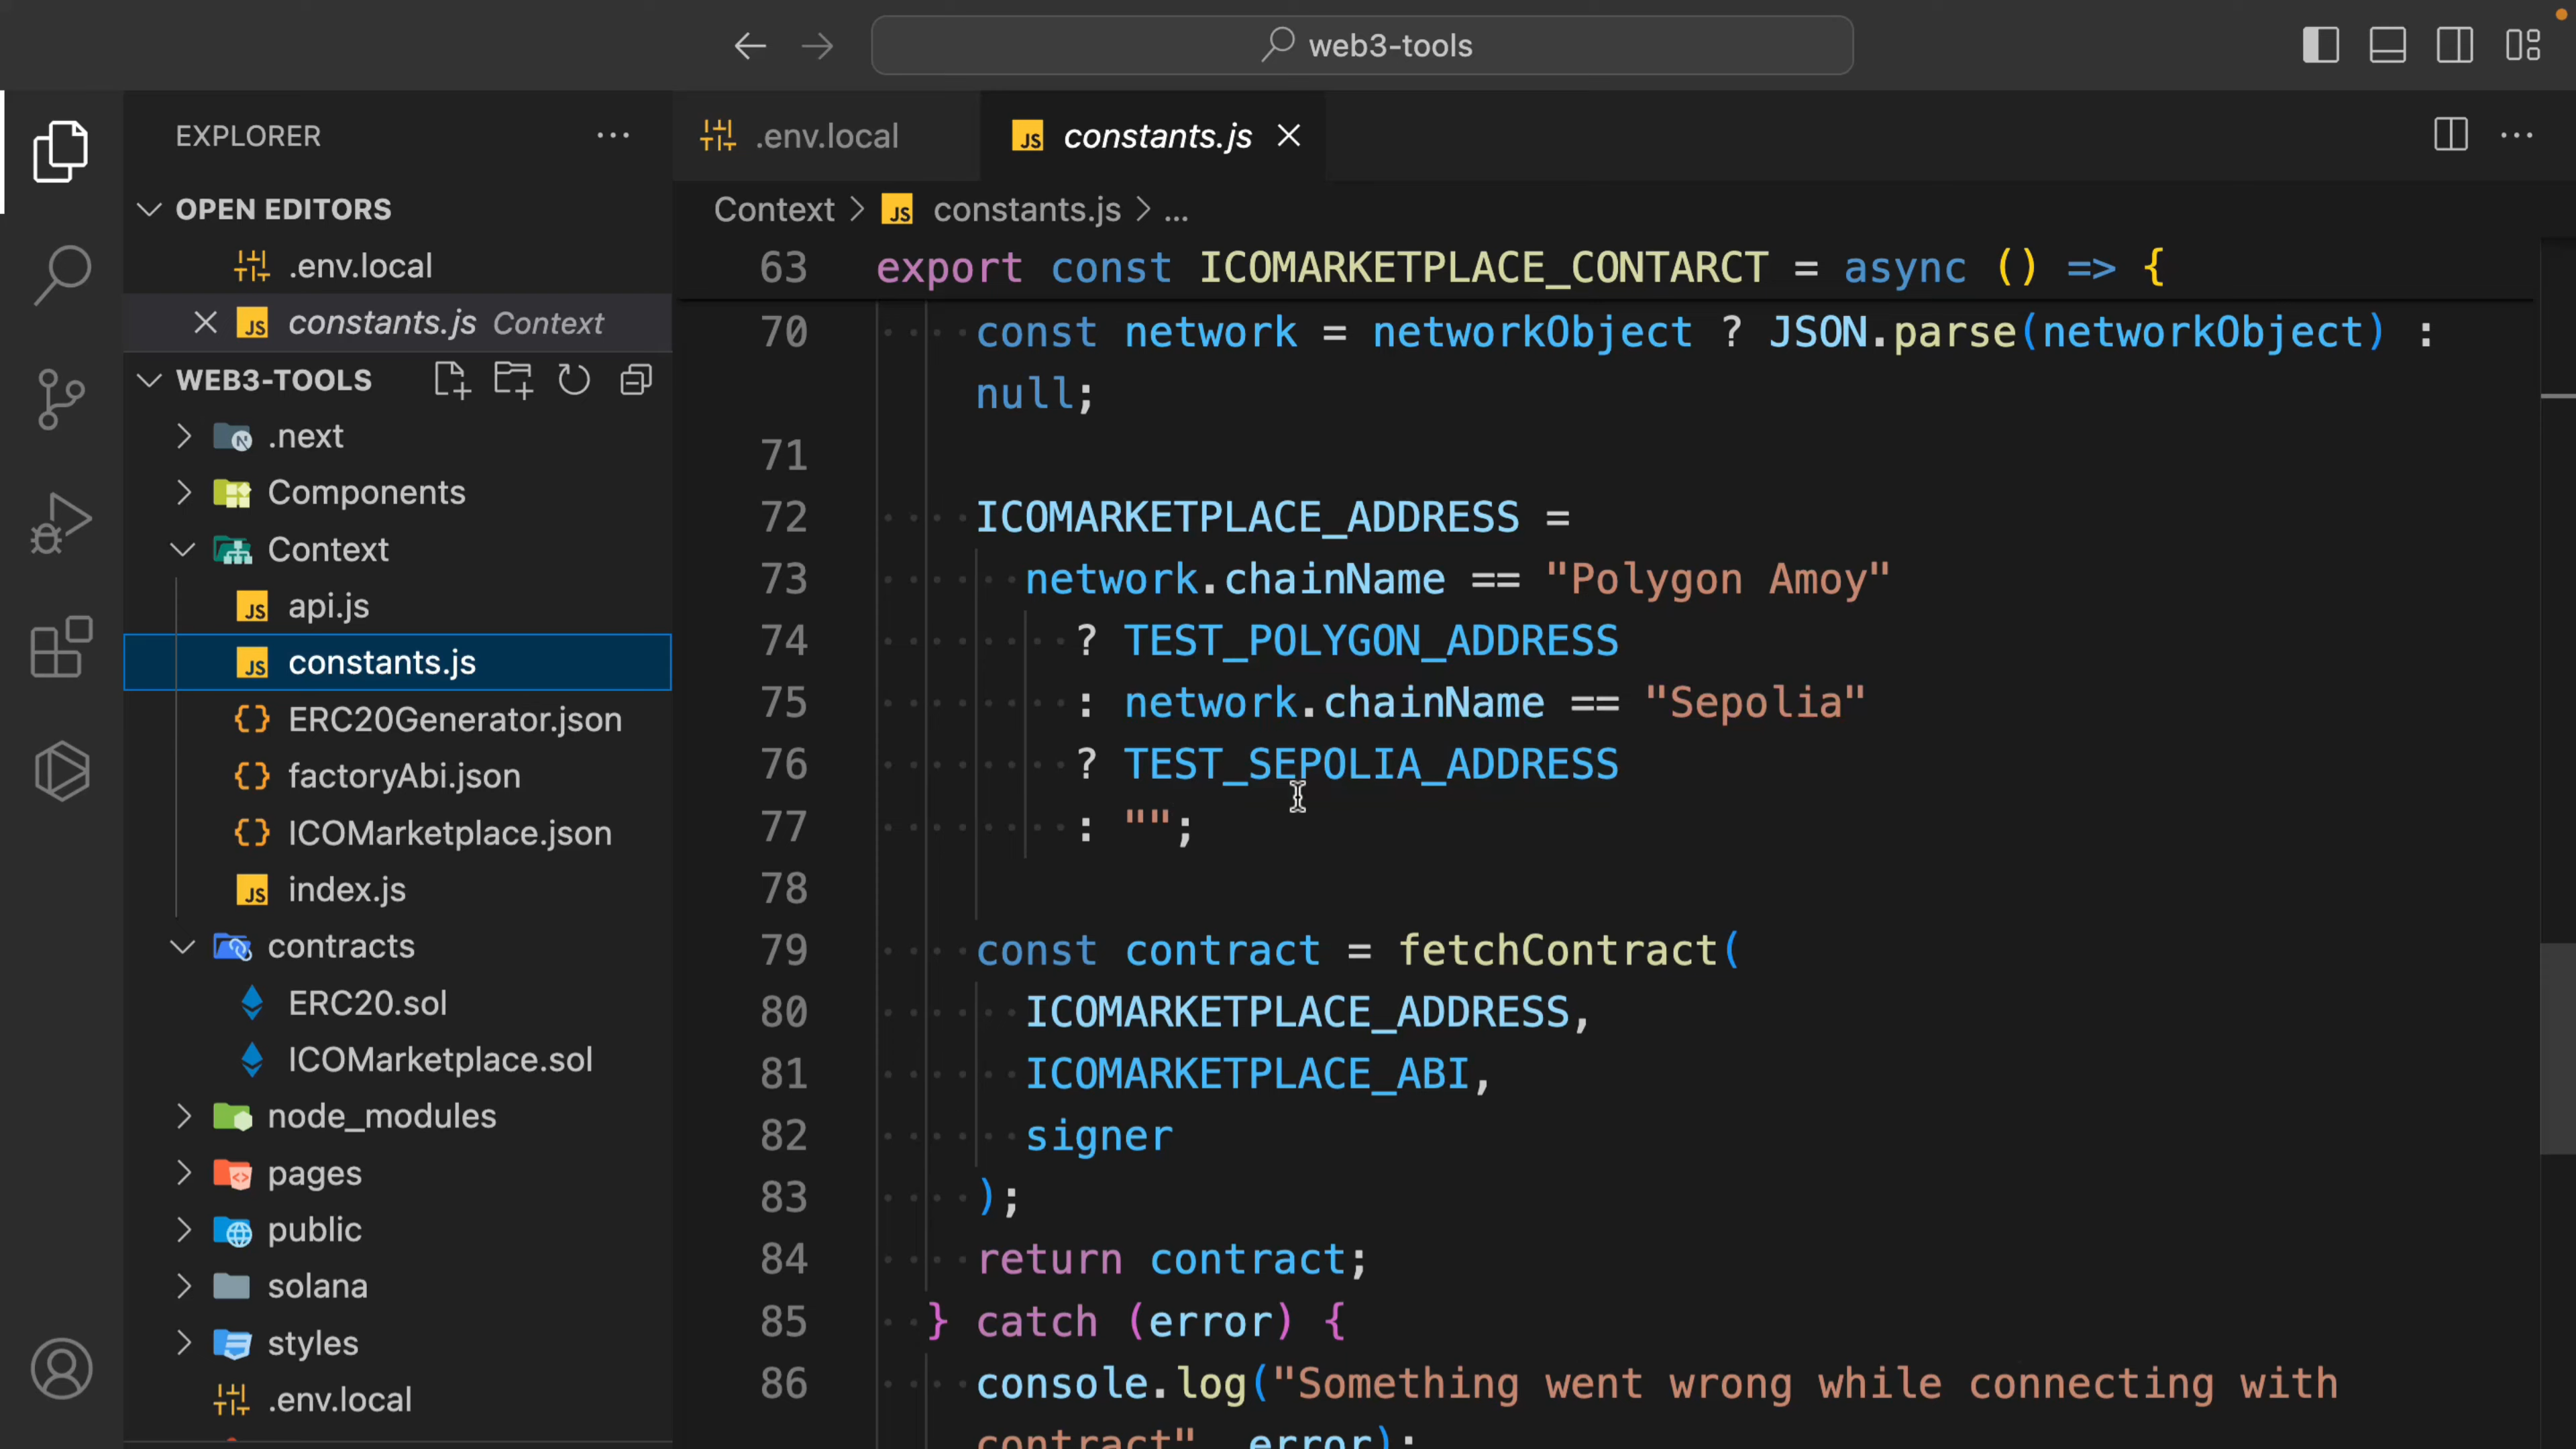 web3-tools
EXPLORER
OPEN EDITORS
.env.local
constants.js Context
WEB3-TOOLS
.next
Components
Context
api.js
constants.js
ERC20Generator.json
factoryAbi.json
ICOMarketplace.json
index.js
contracts
ERC20.sol
ICOMarketplace.sol
node_modules
pages
public
solana
styles
.env.local
.env.local
constants.js
Context > constants.js > ...
63 export const ICOMARKETPLACE_CONTARCT = async () => {
70 const network = networkObject ? JSON.parse(networkObject) :
null;
71
72 ICOMARKETPLACE_ADDRESS =
73 network.chainName == "Polygon Amoy"
74 ? TEST_POLYGON_ADDRESS
75 : network.chainName == "Sepolia"
76 ? TEST_SEPOLIA_ADDRESS
77 : "";
78
79 const contract = fetchContract(
80 ICOMARKETPLACE_ADDRESS,
81 ICOMARKETPLACE_ABI,
82 signer
83 );
84 return contract;
85 } catch (error) {
86 console.log("Something went wrong while connecting with
contract", error);